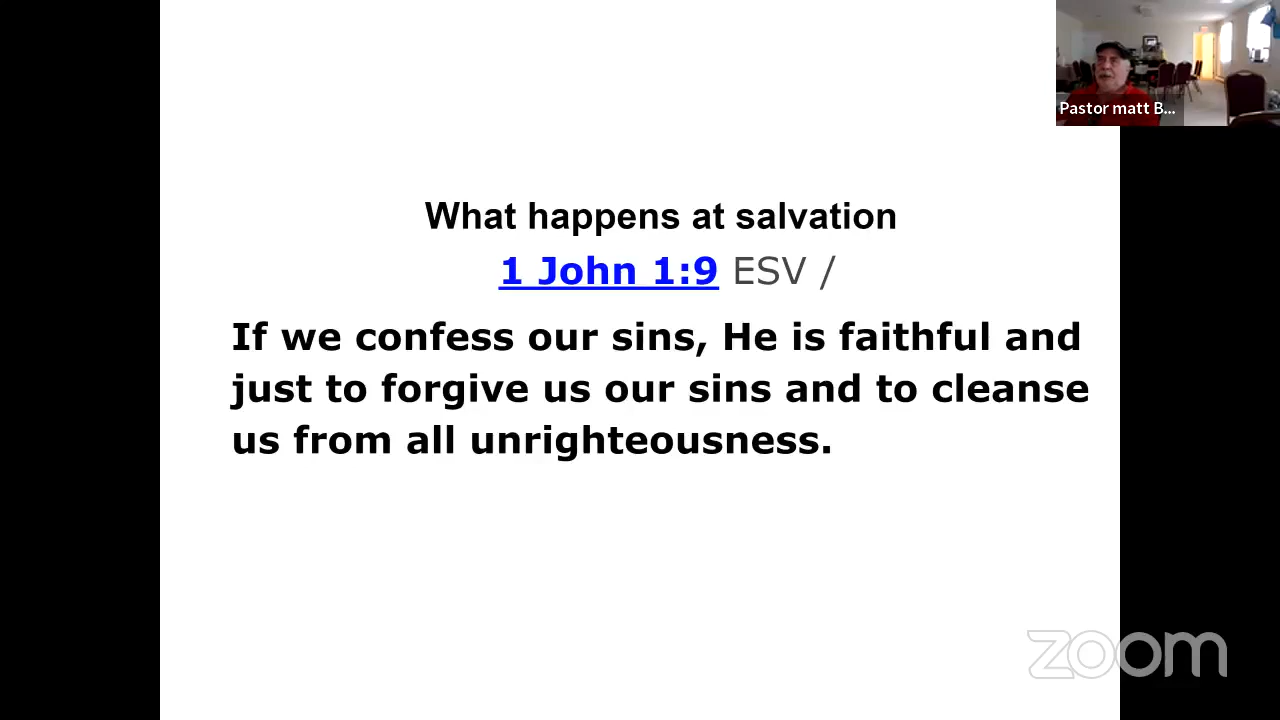 Pastor matt B...
What happens at salvation
1 John 1:9 ESV /
If we confess our sins, He is faithful and
just to forgive us our sins and to cleanse
us from all unrighteousness.
zoom